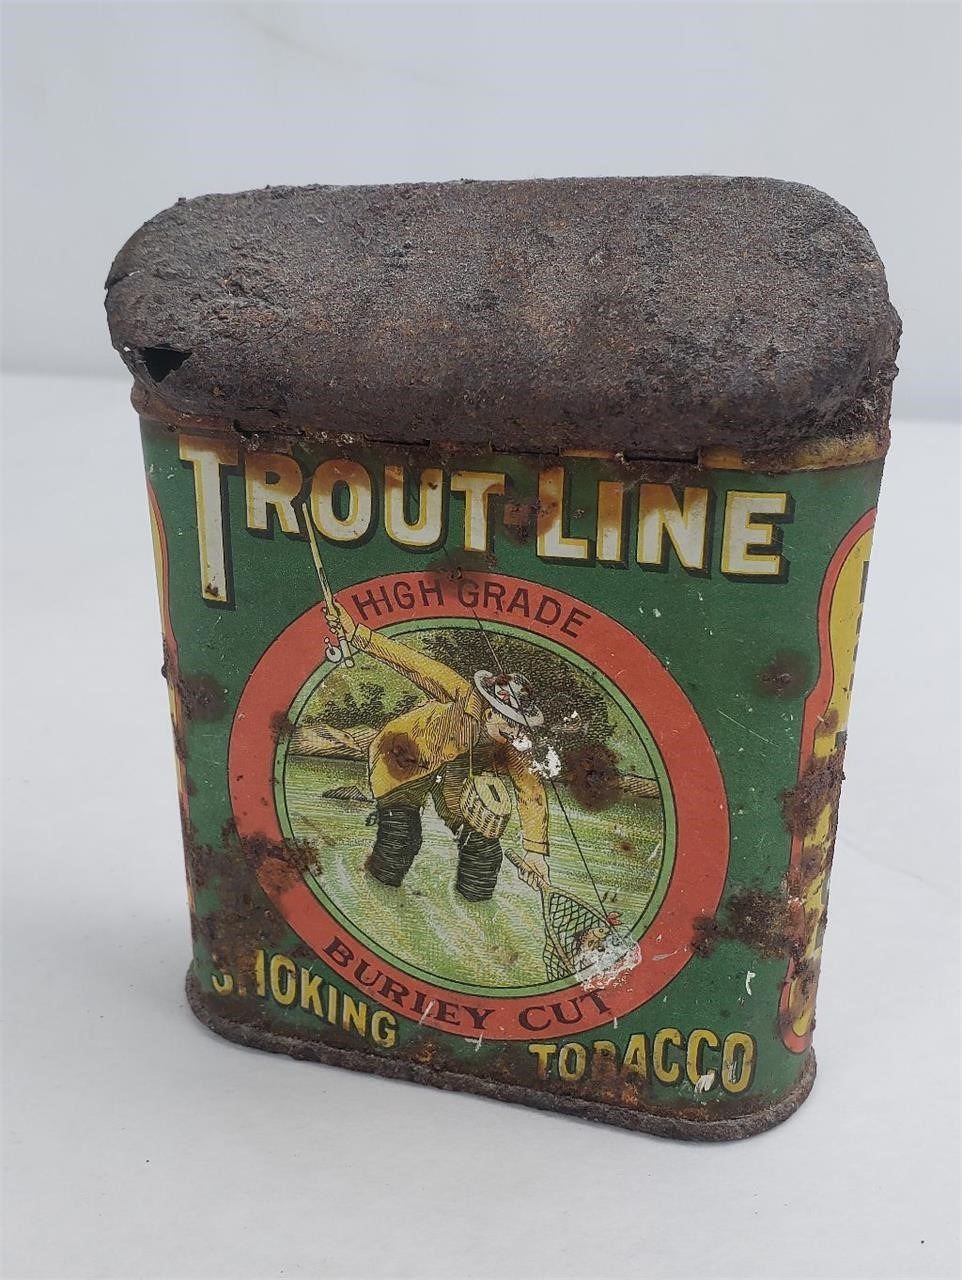 TROUT-LINE
HIGH GRADE
BURLEY CUT
SMOKING
TOBACCO